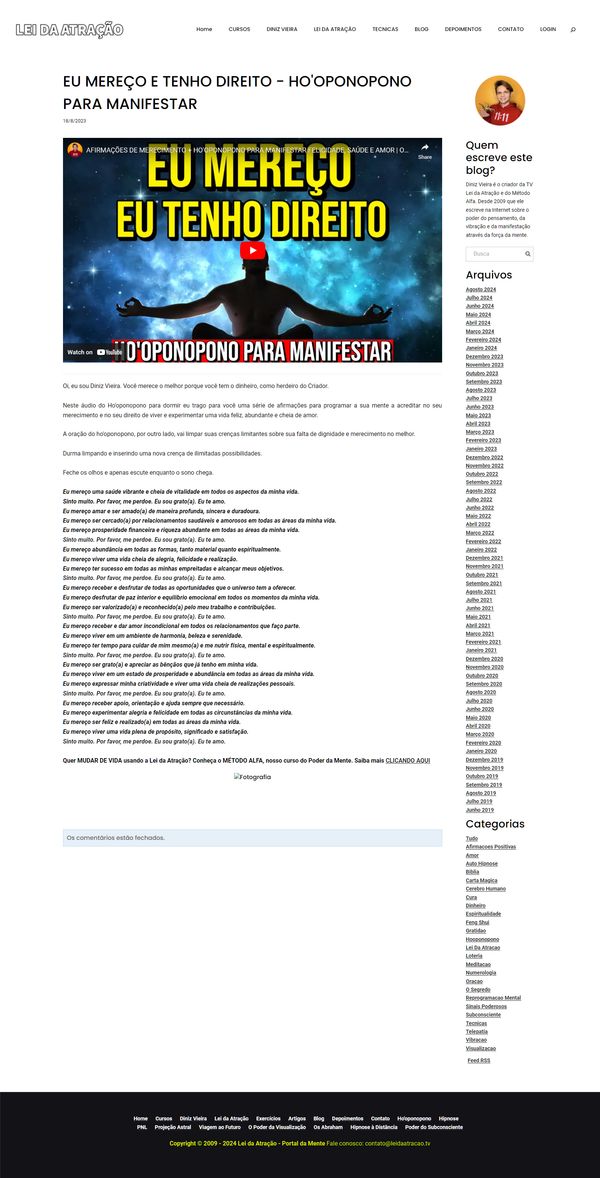 LEI DA ATRAÇÃO
Home CURSOS DINIZ VIEIRA LEI DA ATRAÇÃO TECNICAS BLOG DEPOIMENTOS CONTATO LOGIN
EU MEREÇO E TENHO DIREITO - HO'OPONOPONO
PARA MANIFESTAR
18/8/2023
AFIRMAÇÕES DE MERECIMENTO + HO'OPONOPONO PARA MANIFESTAR FELICIDADE, SAÚDE E AMOR | O...
Share
EU MEREÇO
EU TENHO DIREITO
HO'OPONOPONO PARA MANIFESTAR
Watch on YouTube
Oi, eu sou Diniz Vieira. Você merece o melhor porque você tem o dinheiro, como herdeiro do Criador.
Neste áudio do Ho'oponopono para dormir eu trago para você uma série de afirmações para programar a sua mente a acreditar no seu
merecimento e no seu direito de viver e experimentar uma vida feliz, abundante e cheia de amor.
A oração do ho'oponopono, por outro lado, vai limpar suas crenças limitantes sobre sua falta de dignidade e merecimento no melhor.
Durma limpando e inserindo uma nova crença de ilimitadas possibilidades.
Feche os olhos e apenas escute enquanto o sono chega.
Eu mereço uma saúde vibrante e cheia de vitalidade em todos os aspectos da minha vida.
Sinto muito. Por favor, me perdoe. Eu sou grato(a). Eu te amo.
Eu mereço amar e ser amado(a) de maneira profunda, sincera e duradoura.
Eu mereço ser cercado(a) por relacionamentos saudáveis e amorosos em todas as áreas da minha vida.
Eu mereço prosperidade financeira e riqueza abundante em todas as áreas da minha vida.
Sinto muito. Por favor, me perdoe. Eu sou grato(a). Eu te amo.
Eu mereço abundância em todas as formas, tanto material quanto espiritualmente.
Eu mereço viver uma vida cheia de alegria, felicidade e realização.
Eu mereço ter sucesso em todas as minhas empreitadas e alcançar meus objetivos.
Sinto muito. Por favor, me perdoe. Eu sou grato(a). Eu te amo.
Eu mereço receber e desfrutar de todas as oportunidades que o universo tem a oferecer.
Eu mereço desfrutar de paz interior e equilíbrio emocional em todos os momentos da minha vida.
Eu mereço ser valorizado(a) e reconhecido(a) pelo meu trabalho e contribuições.
Sinto muito. Por favor, me perdoe. Eu sou grato(a). Eu te amo.
Eu mereço receber e dar amor incondicional em todos os relacionamentos que faço parte.
Eu mereço viver em um ambiente de harmonia, beleza e serenidade.
Eu mereço ter tempo para cuidar de mim mesmo(a) e me nutrir física, mental e espiritualmente.
Sinto muito. Por favor, me perdoe. Eu sou grato(a). Eu te amo.
Eu mereço ser grato(a) e apreciar as bênçãos que já tenho em minha vida.
Eu mereço viver em um estado de prosperidade e abundância em todas as áreas da minha vida.
Eu mereço expressar minha criatividade e viver uma vida cheia de realizações pessoais.
Sinto muito. Por favor, me perdoe. Eu sou grato(a). Eu te amo.
Eu mereço receber apoio, orientação e ajuda sempre que necessário.
Eu mereço experimentar alegria e felicidade em todas as circunstâncias da minha vida.
Eu mereço ser feliz e realizado(a) em todas as áreas da minha vida.
Eu mereço viver uma vida plena de propósito, significado e satisfação.
Sinto muito. Por favor, me perdoe. Eu sou grato(a). Eu te amo.
Quer MUDAR DE VIDA usando a Lei da Atração? Conheça o MÉTODO ALFA, nosso curso do Poder da Mente. Saiba mais CLICANDO AQUI
Fotografia
Os comentários estão fechados.
11:11
Quem
escreve este
blog?
Diniz Vieira é o criador da TV
Lei da Atração e do Método
Alfa. Desde 2009 que ele
escreve na Internet sobre o
poder do pensamento, da
vibração e da manifestação
através da força da mente.
Busca
Arquivos
Agosto 2024
Julho 2024
Junho 2024
Maio 2024
Abril 2024
Março 2024
Fevereiro 2024
Janeiro 2024
Dezembro 2023
Novembro 2023
Outubro 2023
Setembro 2023
Agosto 2023
Julho 2023
Junho 2023
Maio 2023
Abril 2023
Março 2023
Fevereiro 2023
Janeiro 2023
Dezembro 2022
Novembro 2022
Outubro 2022
Setembro 2022
Agosto 2022
Julho 2022
Junho 2022
Maio 2022
Abril 2022
Março 2022
Fevereiro 2022
Janeiro 2022
Dezembro 2021
Novembro 2021
Outubro 2021
Setembro 2021
Agosto 2021
Julho 2021
Junho 2021
Maio 2021
Abril 2021
Março 2021
Fevereiro 2021
Janeiro 2021
Dezembro 2020
Novembro 2020
Outubro 2020
Setembro 2020
Agosto 2020
Julho 2020
Junho 2020
Maio 2020
Abril 2020
Março 2020
Fevereiro 2020
Janeiro 2020
Dezembro 2019
Novembro 2019
Outubro 2019
Setembro 2019
Agosto 2019
Julho 2019
Junho 2019
Categorias
Tudo
Afirmacoes Positivas
Amor
Auto Hipnose
Biblia
Carta Magica
Cerebro Humano
Cura
Dinheiro
Espiritualidade
Feng Shui
Gratidao
Hooponopono
Lei Da Atracao
Loteria
Meditacao
Numerologia
Oracao
O Segredo
Reprogramacao Mental
Sinais Poderosos
Subconsciente
Tecnicas
Telepatia
Vibracao
Visualizacao
Feed RSS
Home Cursos Diniz Vieira Lei da Atração Exercicios Artigos Blog Depoimentos Contato Ho'oponopono Hipnose
PNL Projeção Astral Viagem ao Futuro O Poder da Visualização Os Abraham Hipnose à Distância Poder do Subconsciente
Copyright © 2009 - 2024 Lei da Atração - Portal da Mente Fale conosco: contato@leidaatracao.tv